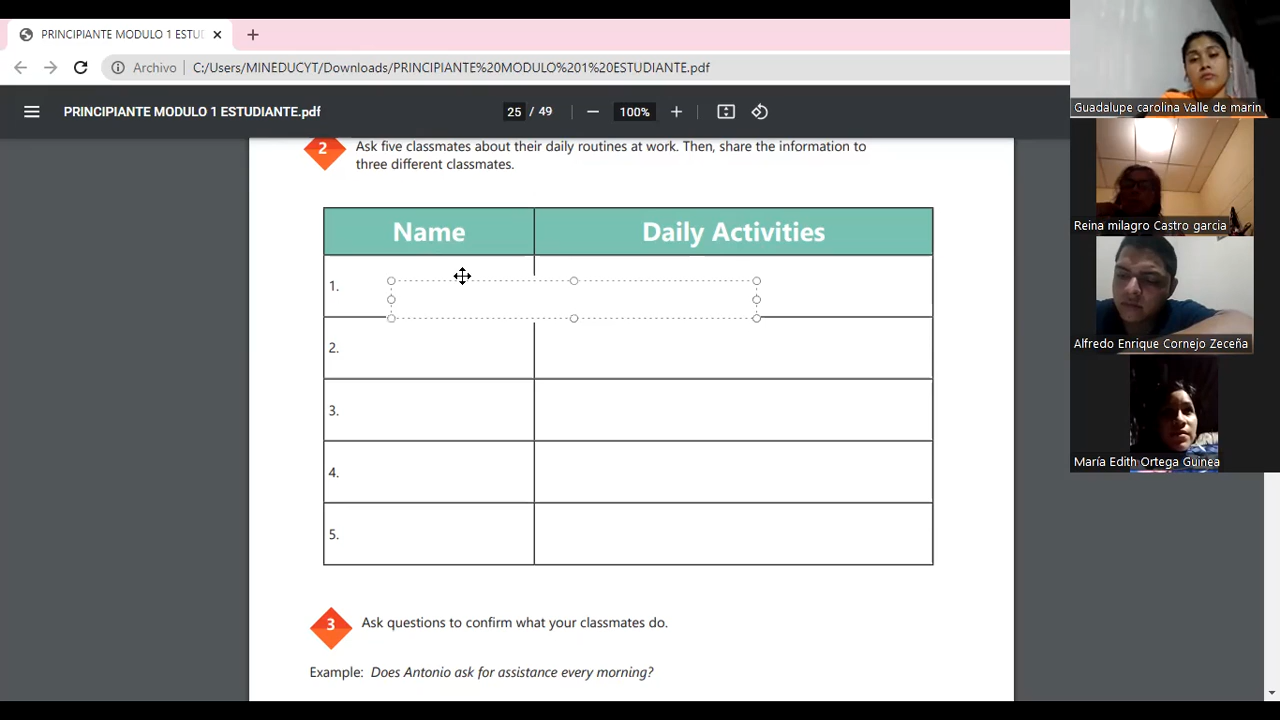 PRINCIPIANTE MODULO 1 ESTUD
Archivo
C:/Users/MINEDUCYT/Downloads/PRINCIPIANTE%20MODULO%201%20ESTUDIANTE.pdf
PRINCIPIANTE MODULO 1 ESTUDIANTE.pdf
25 / 49
100%
2
Ask five classmates about their daily routines at work. Then, share the information to
three different classmates.
Name
Daily Activities
1.
2.
3.
4.
5.
3
Ask questions to confirm what your classmates do.
Example: Does Antonio ask for assistance every morning?
Guadalupe carolina Valle de marin
Reina milagro Castro garcia
Alfredo Enrique Cornejo Zeceña
María Edith Ortega Guinea